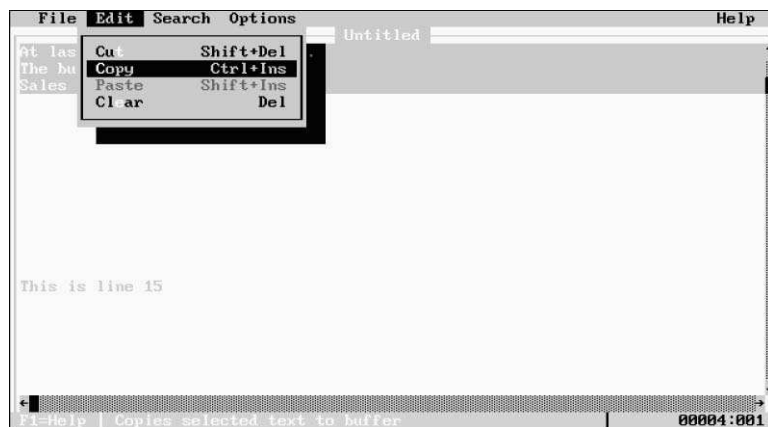 File Edit Search Options Help
Untitled
At las
Cut Shift+Del
The bu
Copy Ctrl+Ins
Sales
Paste Shift+Ins
Clear Del
This is line 15
F1=Help | Copies selected text to buffer 00004:001